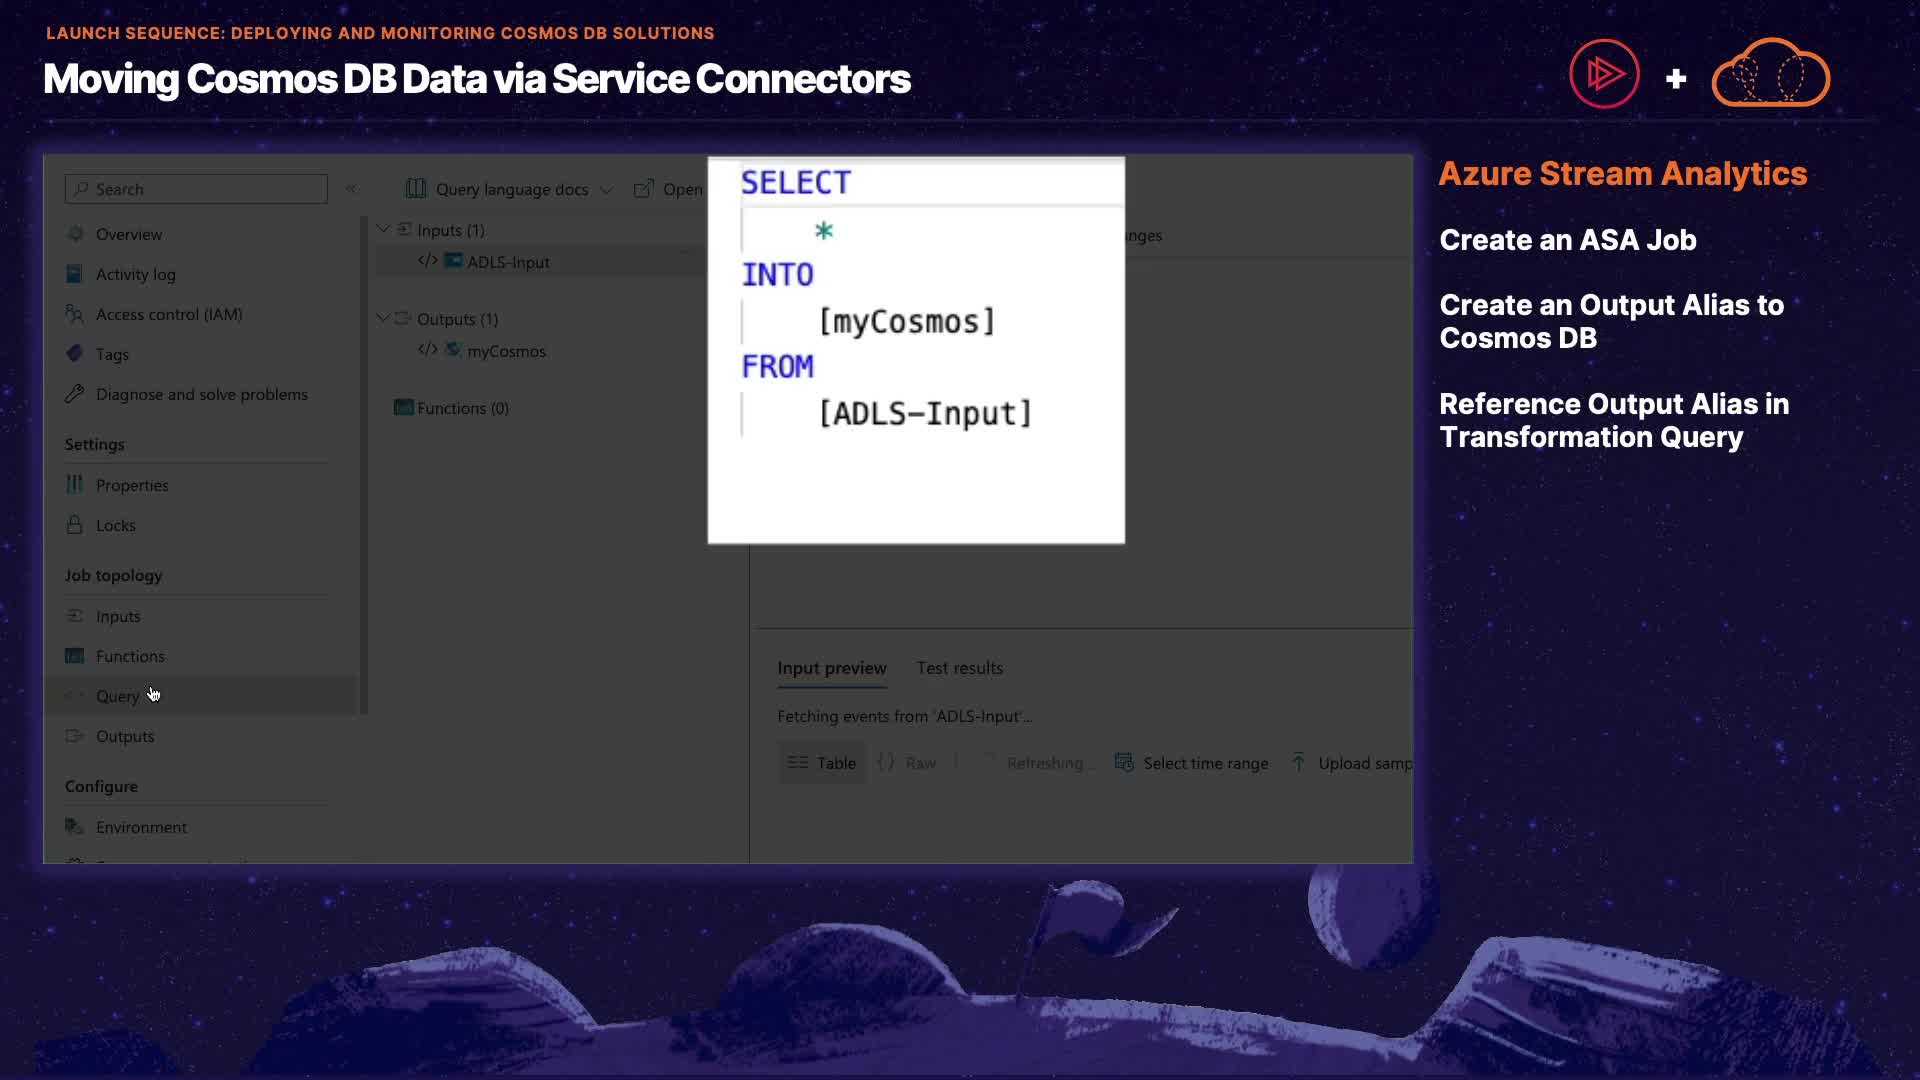 LAUNCH SEQUENCE: DEPLOYING AND MONITORING COSMOS DB SOLUTIONS
Moving Cosmos DB Data via Service Connectors
+
Search
«
Overview
Activity log
Access control (IAM)
Tags
Diagnose and solve problems
Settings
Properties
Locks
Job topology
Inputs
Functions
Query
Outputs
Configure
Environment
Query language docs
Open
Inputs (1)
</> ADLS-Input
Outputs (1)
</> myCosmos
Functions (0)
SELECT
*
INTO
[myCosmos]
FROM
[ADLS-Input]
nges
Input preview Test results
Fetching events from 'ADLS-Input'...
Table {} Raw Refreshing... Select time range Upload samp
Azure Stream Analytics
Create an ASA Job
Create an Output Alias to
Cosmos DB
Reference Output Alias in
Transformation Query